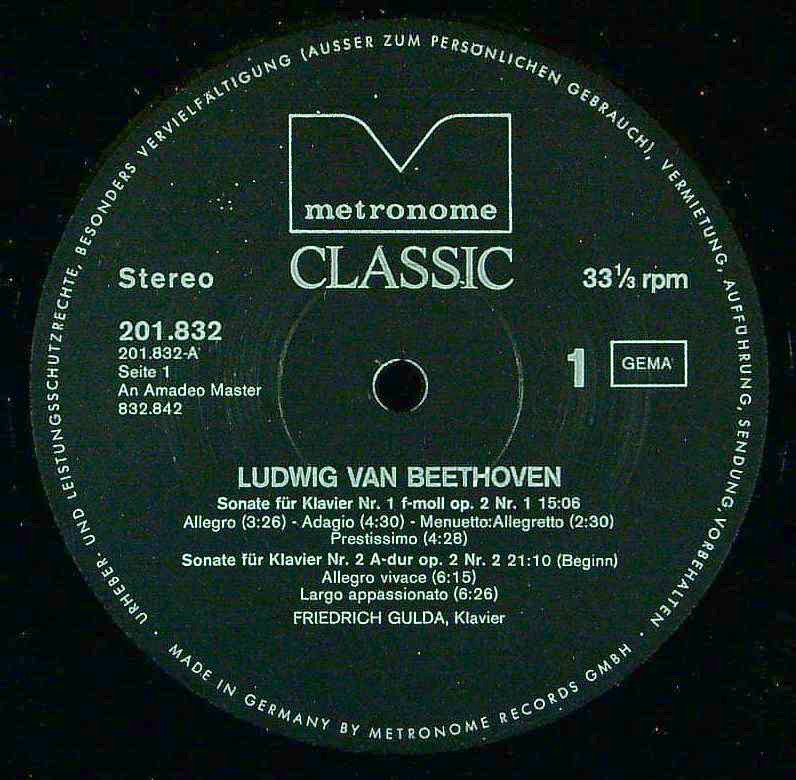 URHEBER- UND LEISTUNGSSCHUTZRECHTE, BESONDERS VERVIELFÄLTIGUNG (AUSSER ZUM PERSÖNLICHEN GEBRAUCH), VERMIETUNG, AUFFÜHRUNG, SENDUNG, VORBEHALTEN ·
metronome
CLASSIC
Stereo
33⅓ rpm
201.832
201.832-A
Seite 1
An Amadeo Master
832.842
1
GEMA
LUDWIG VAN BEETHOVEN
Sonate für Klavier Nr. 1 f-moll op. 2 Nr. 1 15:06
Allegro (3:26) - Adagio (4:30) - Menuetto:Allegretto (2:30)
Prestissimo (4:28)
Sonate für Klavier Nr. 2 A-dur op. 2 Nr. 2 21:10 (Beginn)
Allegro vivace (6:15)
Largo appassionato (6:26)
FRIEDRICH GULDA, Klavier
· MADE IN GERMANY BY METRONOME RECORDS GMBH ·